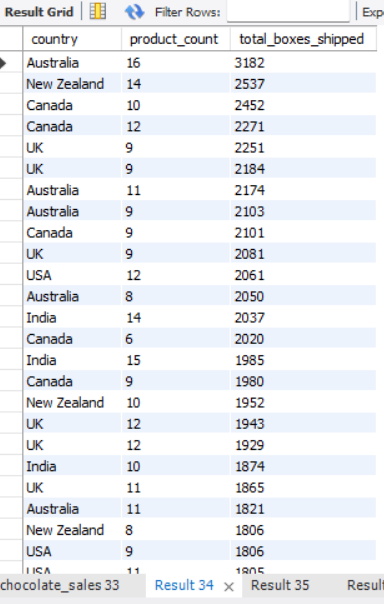 Result Grid Filter Rows: Exp
country product_count total_boxes_shipped
Australia 16 3182
New Zealand 14 2537
Canada 10 2452
Canada 12 2271
UK 9 2251
UK 9 2184
Australia 11 2174
Australia 9 2103
Canada 9 2101
UK 9 2081
USA 12 2061
Australia 8 2050
India 14 2037
Canada 6 2020
India 15 1985
Canada 9 1980
New Zealand 10 1952
UK 12 1943
UK 12 1929
India 10 1874
UK 11 1865
Australia 11 1821
New Zealand 8 1806
USA 9 1806
USA 11 1805
chocolate_sales 33 Result 34 × Result 35 Result